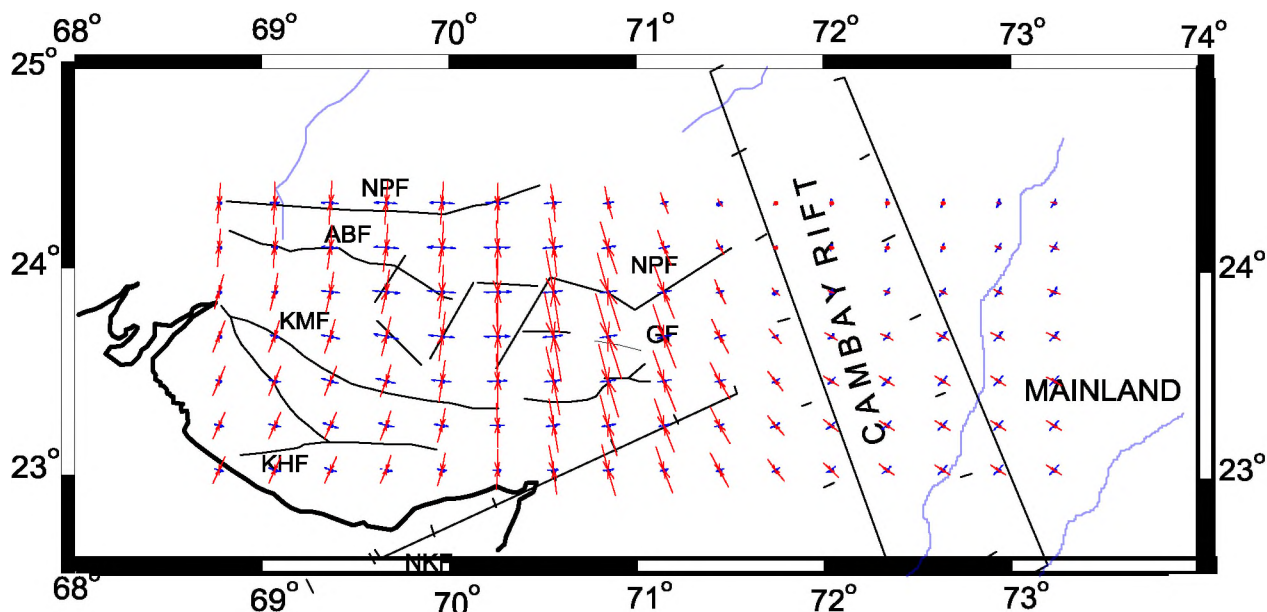 68° 69° 70° 71° 72° 73° 74°
25°
NPF
ABF
NPF
24° 24°
KMF
GF
CAMBAY RIFT
MAINLAND
KHF
23° 23°
NKF
68° 69° 70° 71° 72° 73°